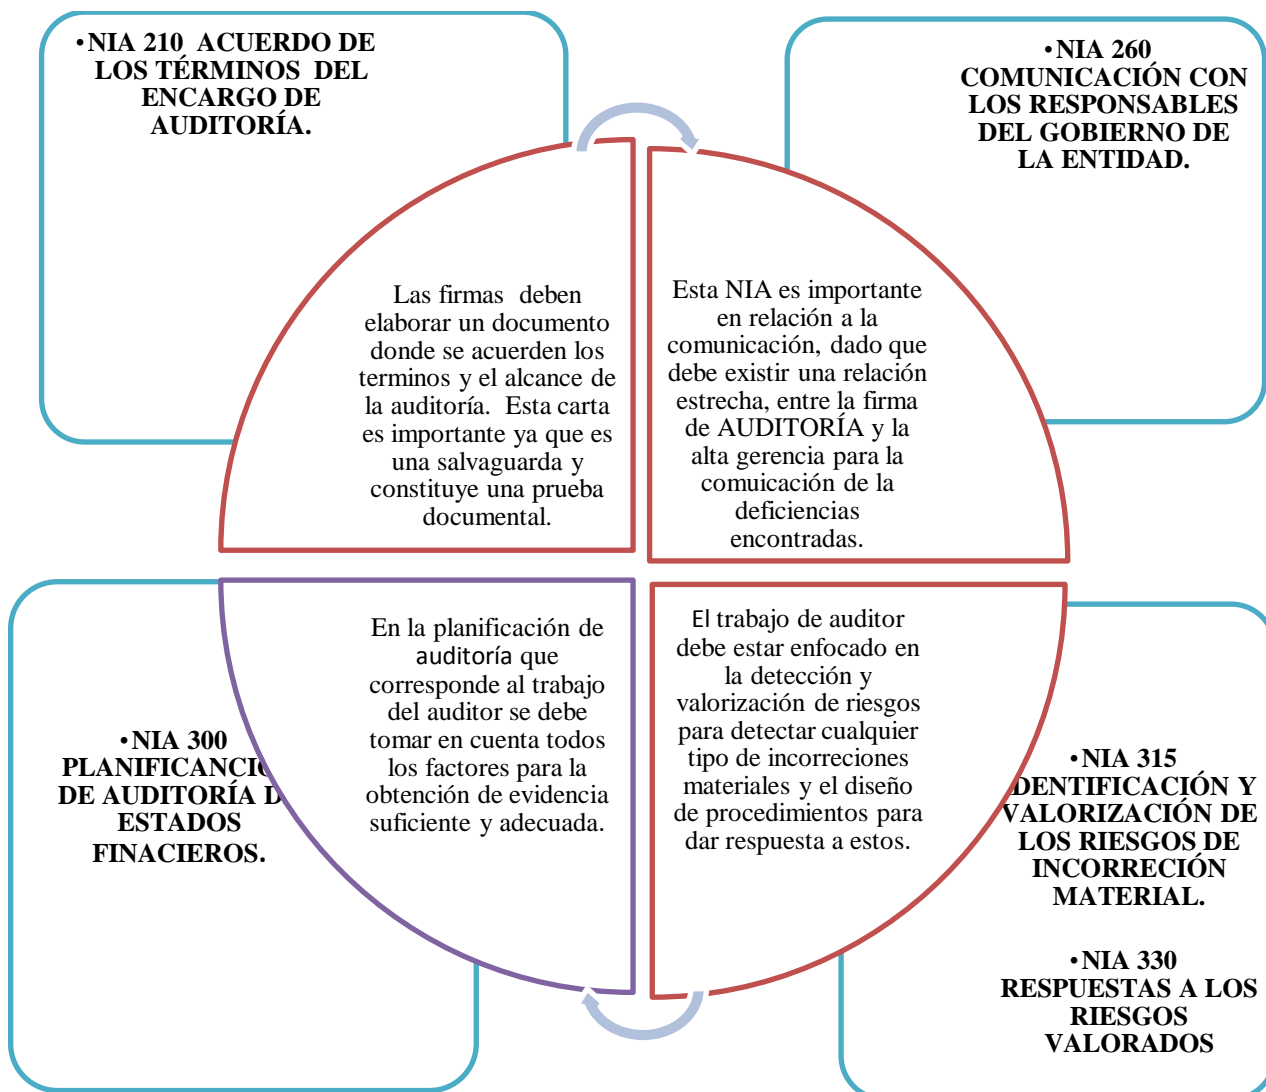 •NIA 210 ACUERDO DE
LOS TÉRMINOS DEL
ENCARGO DE
AUDITORÍA.
•NIA 260
COMUNICACIÓN CON
LOS RESPONSABLES
DEL GOBIERNO DE
LA ENTIDAD.
Las firmas deben
elaborar un documento
donde se acuerden los
terminos y el alcance de
la auditoría. Esta carta
es importante ya que es
una salvaguarda y
constituye una prueba
documental.
Esta NIA es importante
en relación a la
comunicación, dado que
debe existir una relación
estrecha, entre la firma
de AUDITORÍA y la
alta gerencia para la
comuicación de la
deficiencias
encontradas.
En la planificación de
auditoría que
corresponde al trabajo
del auditor se debe
tomar en cuenta todos
los factores para la
obtención de evidencia
suficiente y adecuada.
El trabajo de auditor
debe estar enfocado en
la detección y
valorización de riesgos
para detectar cualquier
tipo de incorreciones
materiales y el diseño
de procedimientos para
dar respuesta a estos.
•NIA 300
PLANIFICANCIO
DE AUDITORÍA D
ESTADOS
FINACIEROS.
•NIA 315
DENTIFICACIÓN Y
VALORIZACIÓN DE
LOS RIESGOS DE
INCORRECIÓN
MATERIAL.
•NIA 330
RESPUESTAS A LOS
RIESGOS
VALORADOS